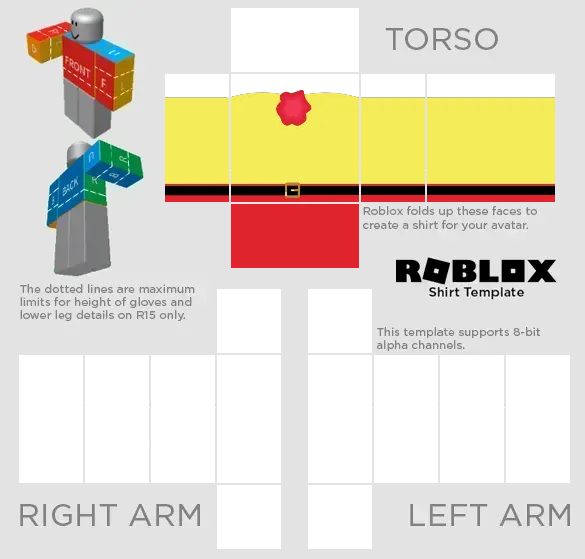 TORSO
FRONT
F
L
BACK
R
B
Roblox folds up these faces to
create a shirt for your avatar.
ROBLOX
Shirt Template
The dotted lines are maximum
limits for height of gloves and
lower leg details on R15 only.
This template supports 8-bit
alpha channels.
RIGHT ARM
LEFT ARM